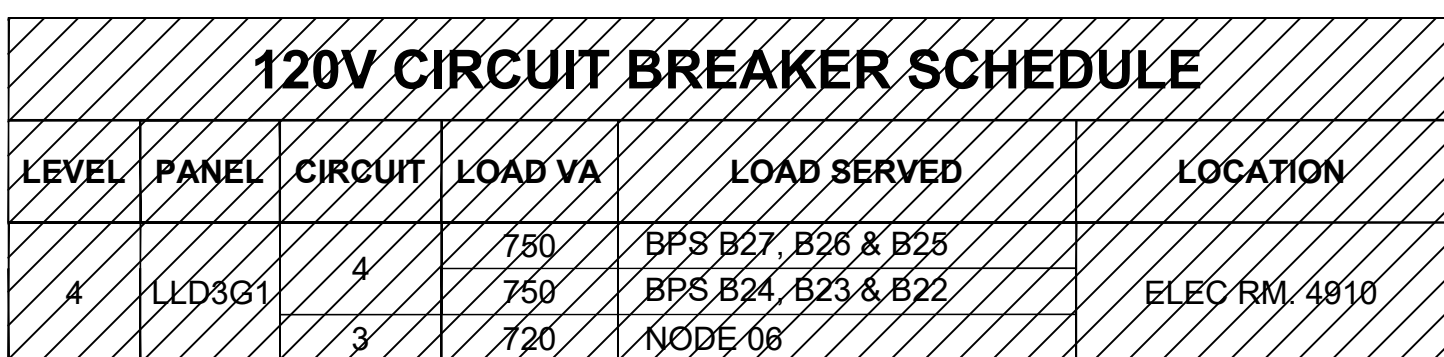 120V CIRCUIT BREAKER SCHEDULE
LEVEL PANEL CIRCUIT LOAD VA LOAD SERVED LOCATION
4 LLD3G1 4 750 BPS B27, B26 & B25 ELEC RM. 4910
750 BPS B24, B23 & B22
3 720 NODE 06